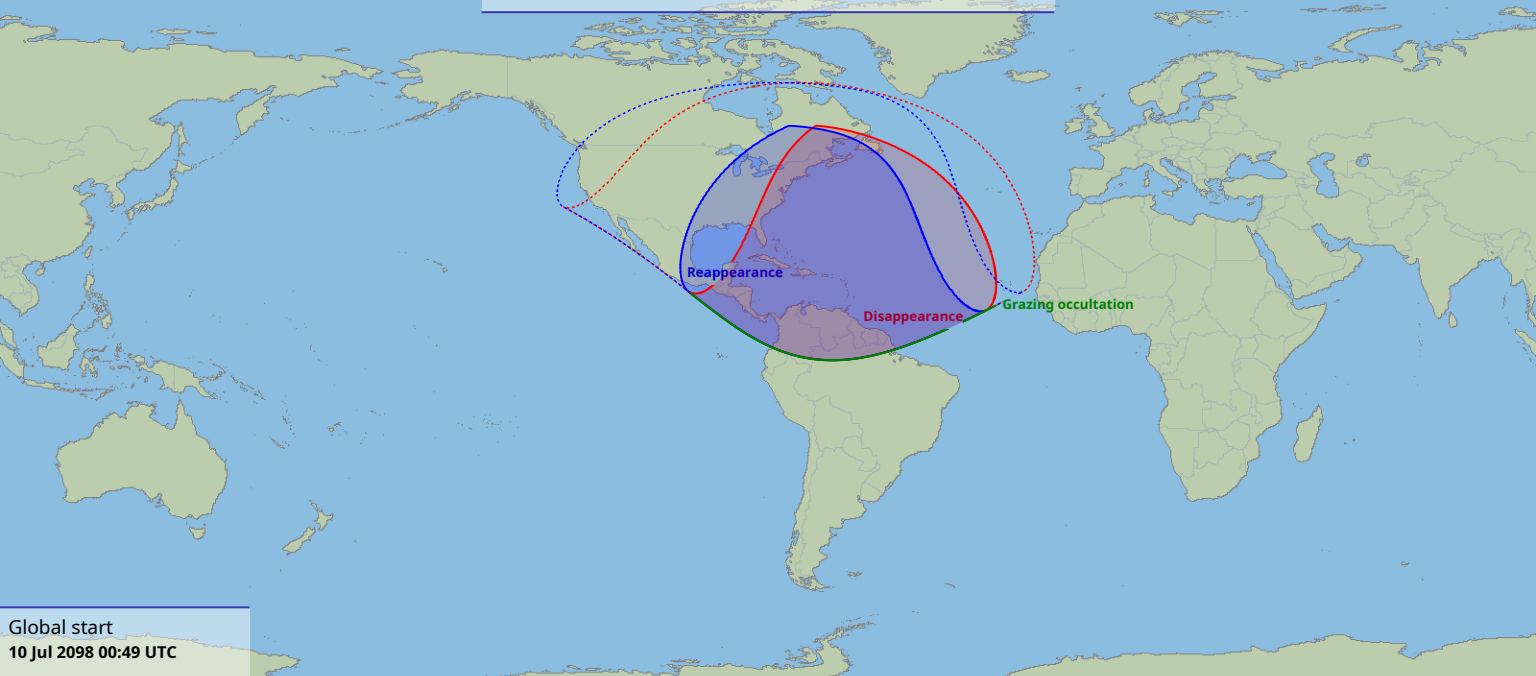 Reappearance
Grazing occultation
Disappearance
Global start
10 Jul 2098 00:49 UTC